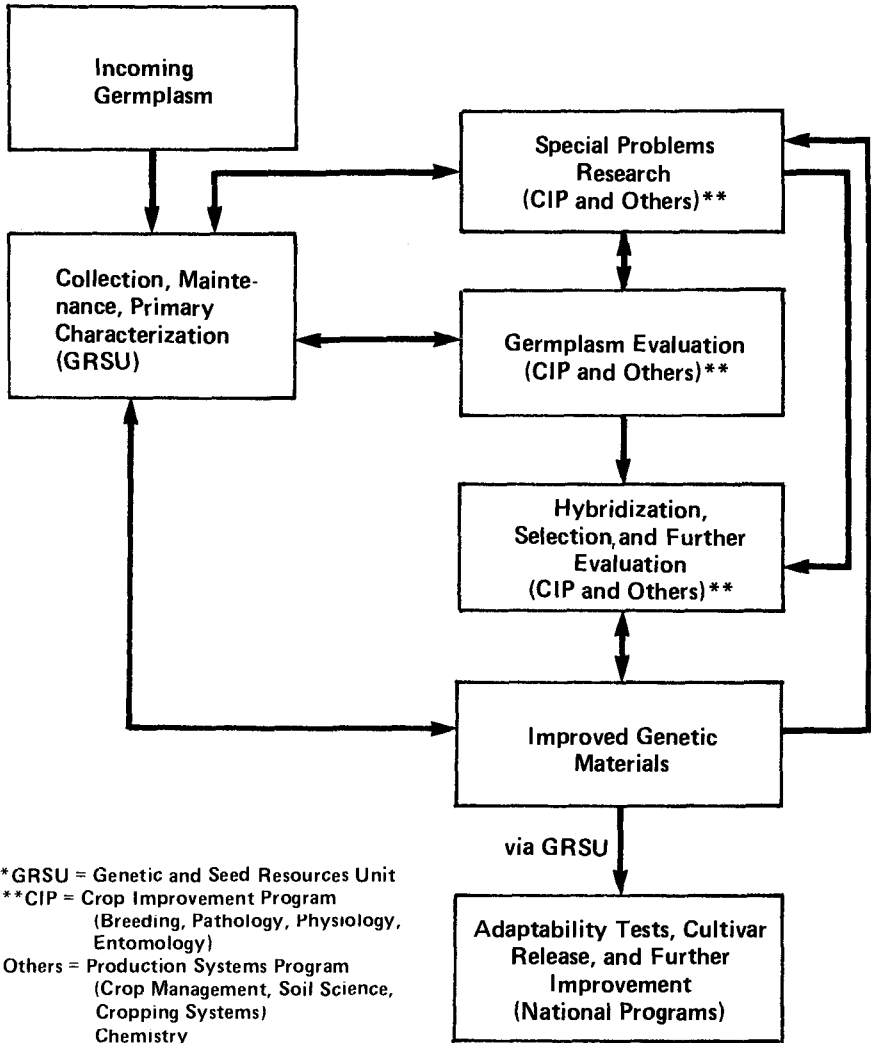 Incoming
Germplasm
Special Problems
Research
(CIP and Others)**
Collection, Mainte-
nance, Primary
Characterization
(GRSU)
Germplasm Evaluation
(CIP and Others)**
Hybridization,
Selection, and Further
Evaluation
(CIP and Others)**
Improved Genetic
Materials
via GRSU
Adaptability Tests, Cultivar
Release, and Further
Improvement
(National Programs)
*GRSU = Genetic and Seed Resources Unit
**CIP = Crop Improvement Program
(Breeding, Pathology, Physiology,
Entomology)
Others = Production Systems Program
(Crop Management, Soil Science,
Cropping Systems)
Chemistry